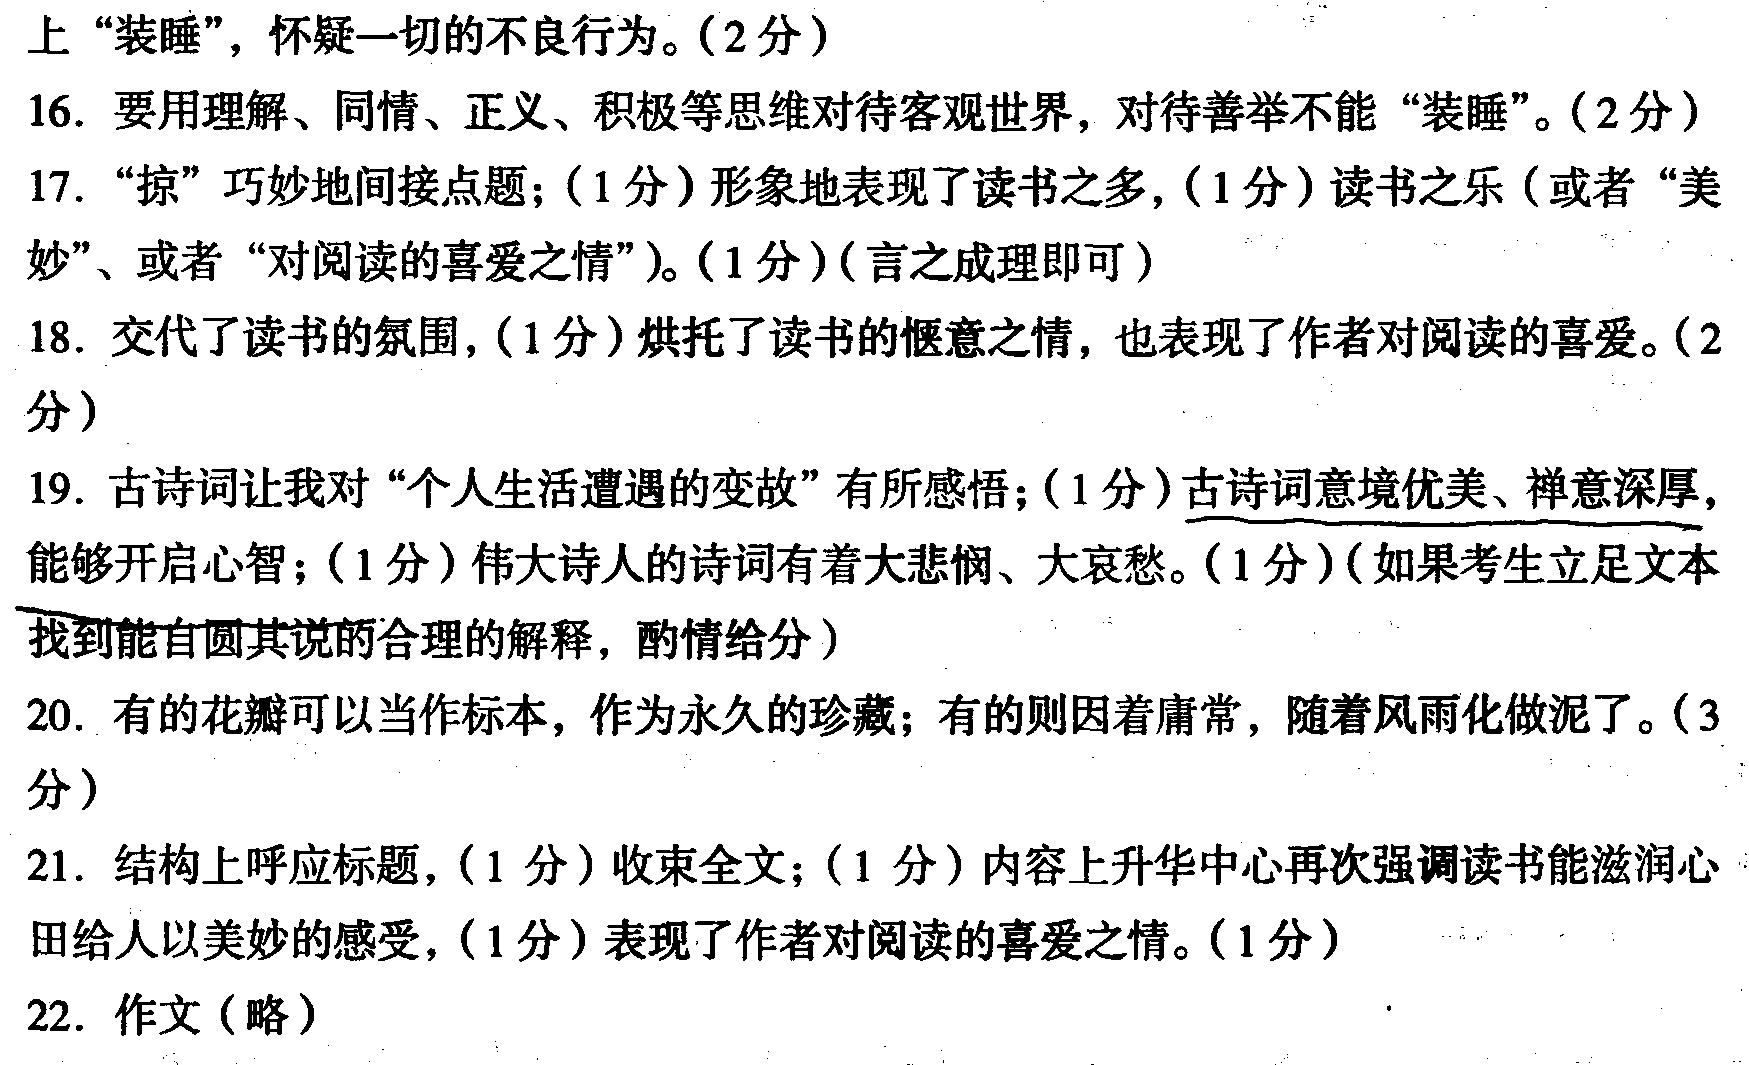 上“装睡”，怀疑一切的不良行为。（2分）
16. 要用理解、同情、正义、积极等思维对待客观世界，对待善举不能“装睡”。（2分）
17. “掠”巧妙地间接点题；（1分）形象地表现了读书之多，（1分）读书之乐（或者“美
妙”、或者“对阅读的喜爱之情”）。（1分）（言之成理即可）
18. 交代了读书的氛围，（1分）烘托了读书的惬意之情，也表现了作者对阅读的喜爱。（2
分）
19. 古诗词让我对“个人生活遭遇的变故”有所感悟；（1分）古诗词意境优美、禅意深厚，
能够开启心智；（1分）伟大诗人的诗词有着大悲悯、大哀愁。（1分）（如果考生立足文本
找到能自圆其说的合理的解释，酌情给分）
20. 有的花瓣可以当作标本，作为永久的珍藏；有的则因着庸常，随着风雨化做泥了。（3
分）
21. 结构上呼应标题，（1 分）收束全文；（1 分）内容上升华中心再次强调读书能滋润心
田给人以美妙的感受，（1分）表现了作者对阅读的喜爱之情。（1分）
22. 作文（略）